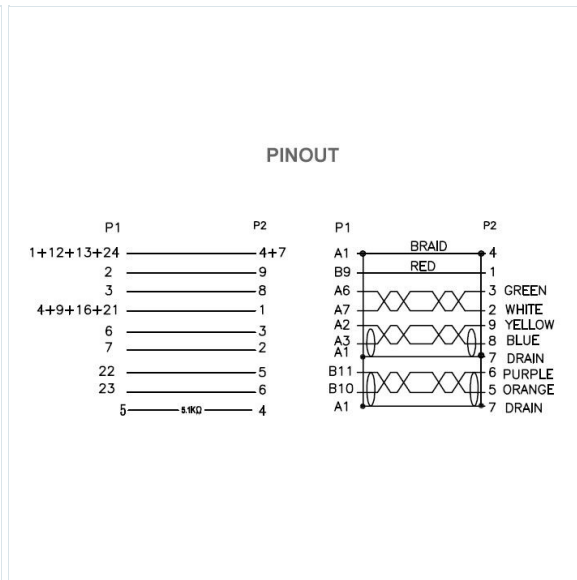 PINOUT
P1 P2
1+12+13+24 4+7
2 9
3 8
4+9+16+21 1
6 3
7 2
22 5
23 6
5 5.1KΩ 4
P1 P2
A1 BRAID 4
B9 RED 1
A6 3 GREEN
A7 2 WHITE
A2 9 YELLOW
A3 8 BLUE
A1 7 DRAIN
B11 6 PURPLE
B10 5 ORANGE
A1 7 DRAIN